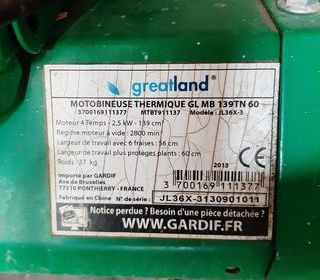 greatland
MOTOBINEUSE THERMIQUE GL MB 139TN 60
3700169111377 MTBT911137 Modèle : JL36X-3
Moteur 4 Temps - 2,5 kW - 139 cm
Régime moteur à vide : 2800 min
Largeur de travail avec 6 fraises : 56 cm
Largeur de travail plus protèges plants : 60 cm
Poids : 37 kg
2013
Importé par GARDIF
Ave de Bruxelles
77310 PONTHIERRY - FRANCE
3 700169 111377
Fabriqué en Chine N° de série : JL36X-3130901011
Notice perdue ? Besoin d'une pièce détachée ?
WWW.GARDIF.FR